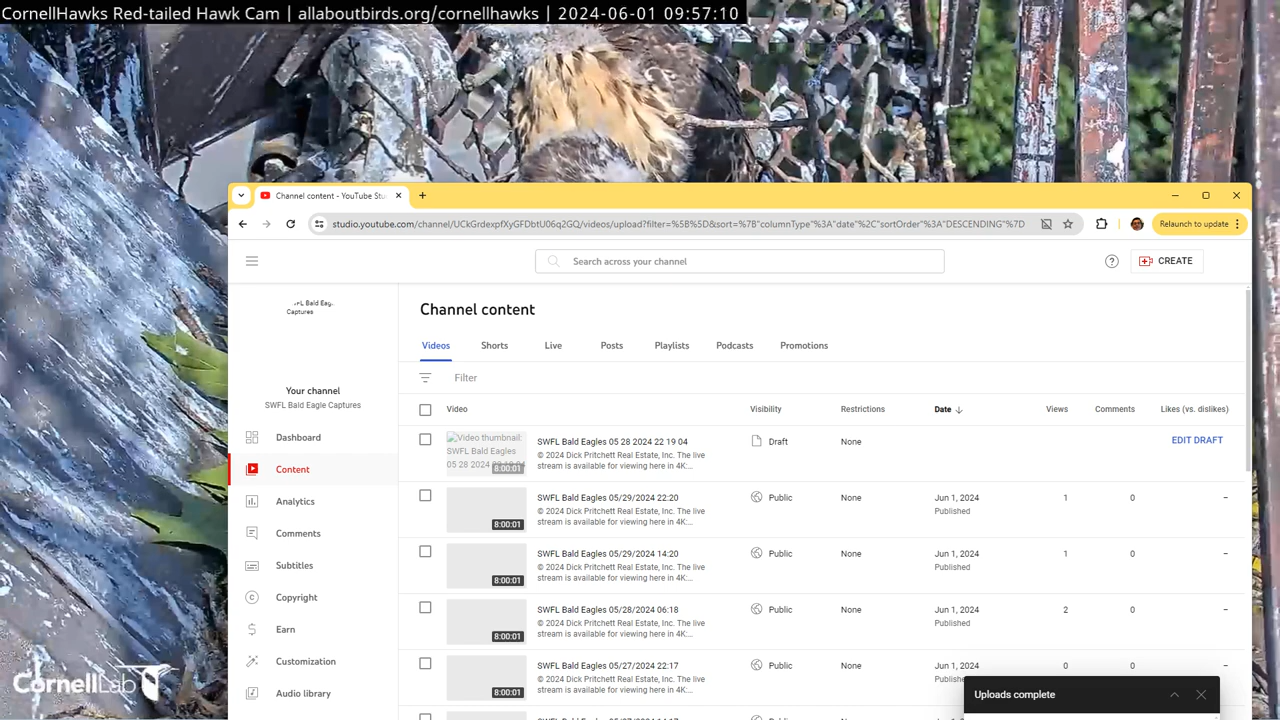 CornellHawks Red-tailed Hawk Cam | allaboutbirds.org/cornellhawks | 2024-06-01 09:57:10
Channel content - YouTube Stu
studio.youtube.com/channel/UCkGrdexpfXyGFDbtU06q2GQ/videos/upload?filter=%5B%5D&sort=%7B"columnType"%3A"date"%2C"sortOrder"%3A"DESCENDING"%7D
Relaunch to update
Search across your channel
CREATE
SWFL Bald Eag.
Captures
Channel content
Videos Shorts Live Posts Playlists Podcasts Promotions
Filter
Your channel
SWFL Bald Eagle Captures
Video Visibility Restrictions Date Views Comments Likes (vs. dislikes)
Dashboard
Content
Analytics
Comments
Subtitles
Copyright
Earn
Customization
Audio library
Video thumbnail:
SWFL Bald Eagles
05 28 2024 22 19 04
8:00:01
SWFL Bald Eagles 05 28 2024 22 19 04
© 2024 Dick Pritchett Real Estate, Inc. The live
stream is available for viewing here in 4K:...
Draft None EDIT DRAFT
8:00:01
SWFL Bald Eagles 05/29/2024 22:20
© 2024 Dick Pritchett Real Estate, Inc. The live
stream is available for viewing here in 4K:...
Public None Jun 1, 2024 1 0 –
Published
8:00:01
SWFL Bald Eagles 05/29/2024 14:20
© 2024 Dick Pritchett Real Estate, Inc. The live
stream is available for viewing here in 4K:...
Public None Jun 1, 2024 1 0 –
Published
8:00:01
SWFL Bald Eagles 05/28/2024 06:18
© 2024 Dick Pritchett Real Estate, Inc. The live
stream is available for viewing here in 4K:...
Public None Jun 1, 2024 2 0 –
Published
8:00:01
SWFL Bald Eagles 05/27/2024 22:17
© 2024 Dick Pritchett Real Estate, Inc. The live
stream is available for viewing here in 4K:...
Public None Jun 1, 2024 0 0 –
Uploads complete
CornellLab